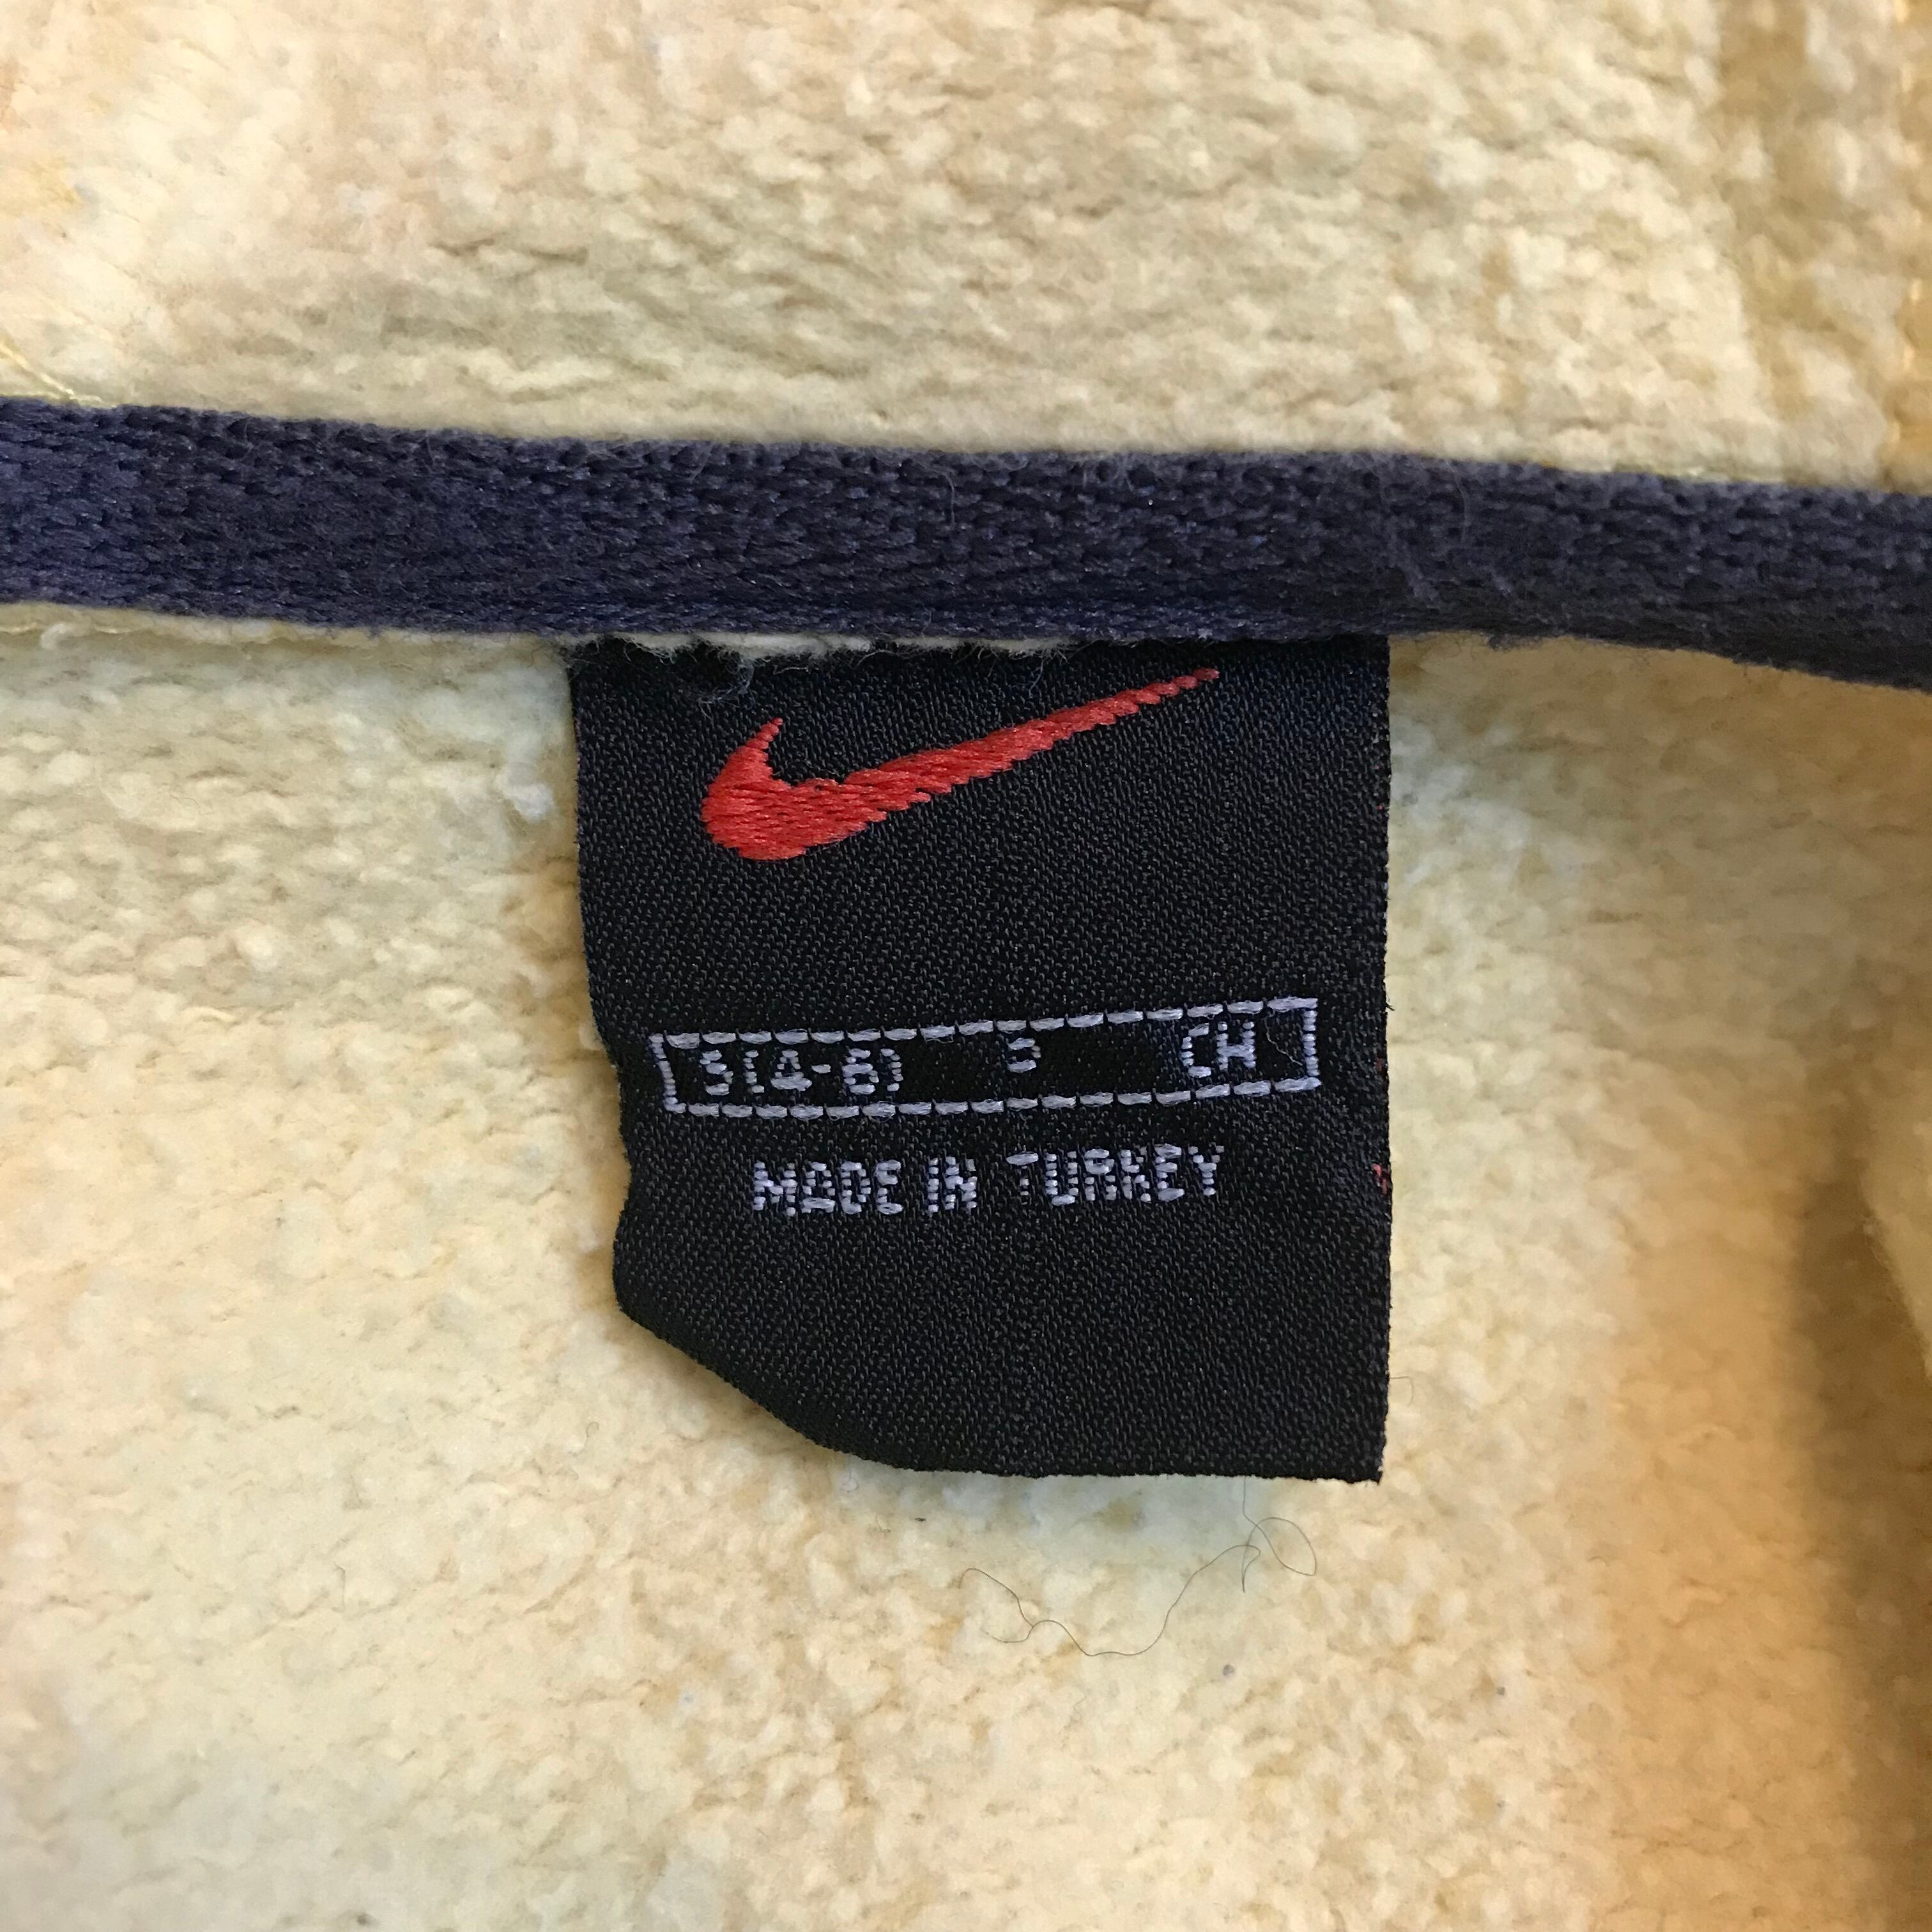 S(4-6) CH
MADE IN TURKEY